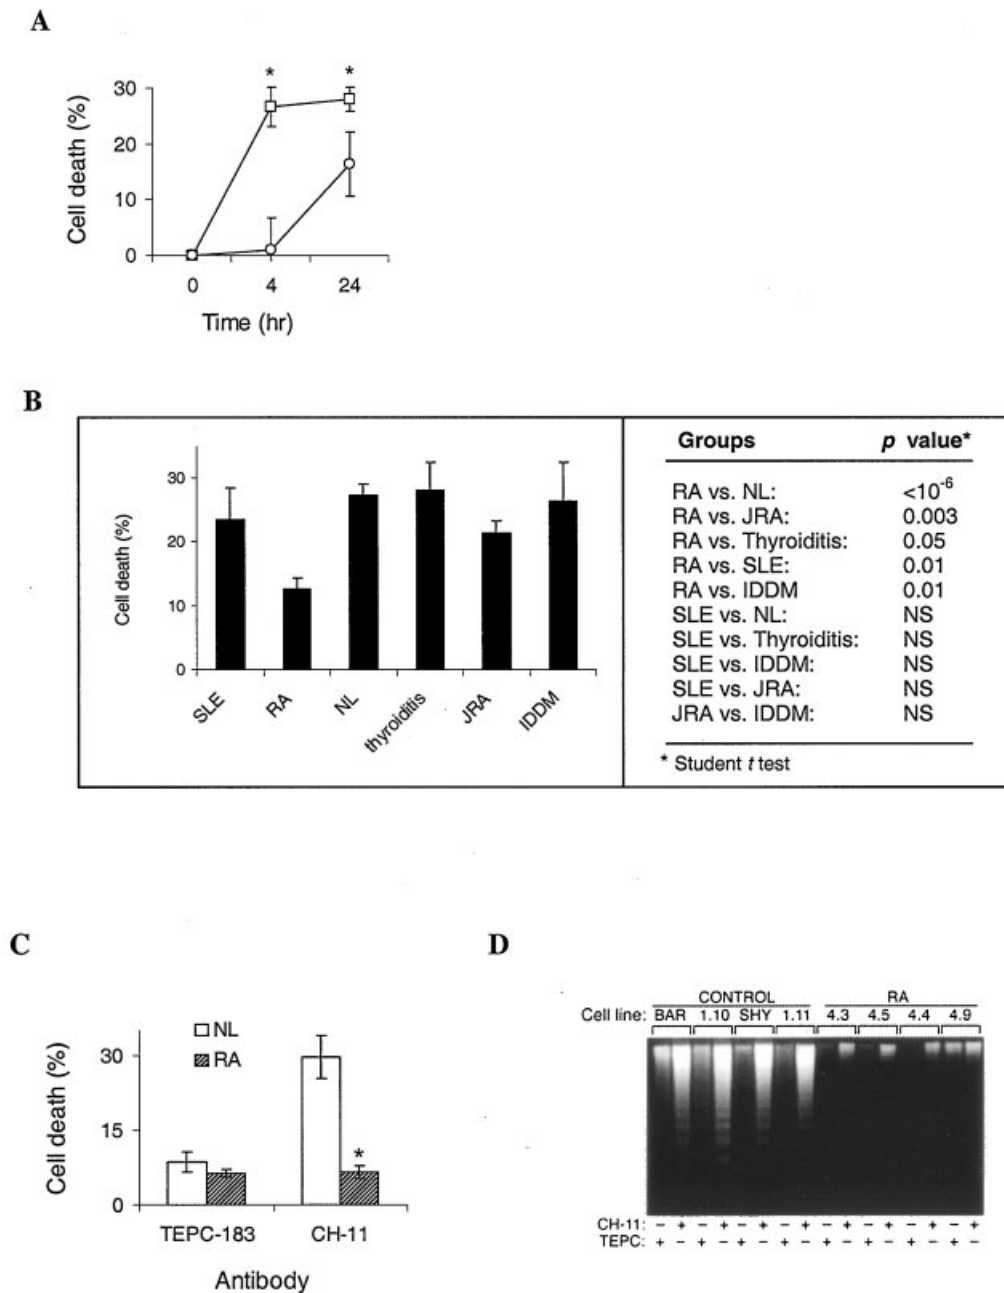 A
*
*
Cell death (%)
30
20
10
0
0 4 24
Time (hr)
B
Cell death (%)
30
20
10
0
SLE RA NL thyroiditis JRA IDDM
Groups p value*
RA vs. NL: <10-6
RA vs. JRA: 0.003
RA vs. Thyroiditis: 0.05
RA vs. SLE: 0.01
RA vs. IDDM 0.01
SLE vs. NL: NS
SLE vs. Thyroiditis: NS
SLE vs. IDDM: NS
SLE vs. JRA: NS
JRA vs. IDDM: NS
* Student t test
C
Cell death (%)
NL
RA
30
15
0
*
TEPC-183 CH-11
Antibody
D
CONTROL RA
Cell line: BAR 1.10 SHY 1.11 4.3 4.5 4.4 4.9
CH-11: - + - + - + - + - + - + - + - +
TEPC: + - + - + - + - + - + - + - + -